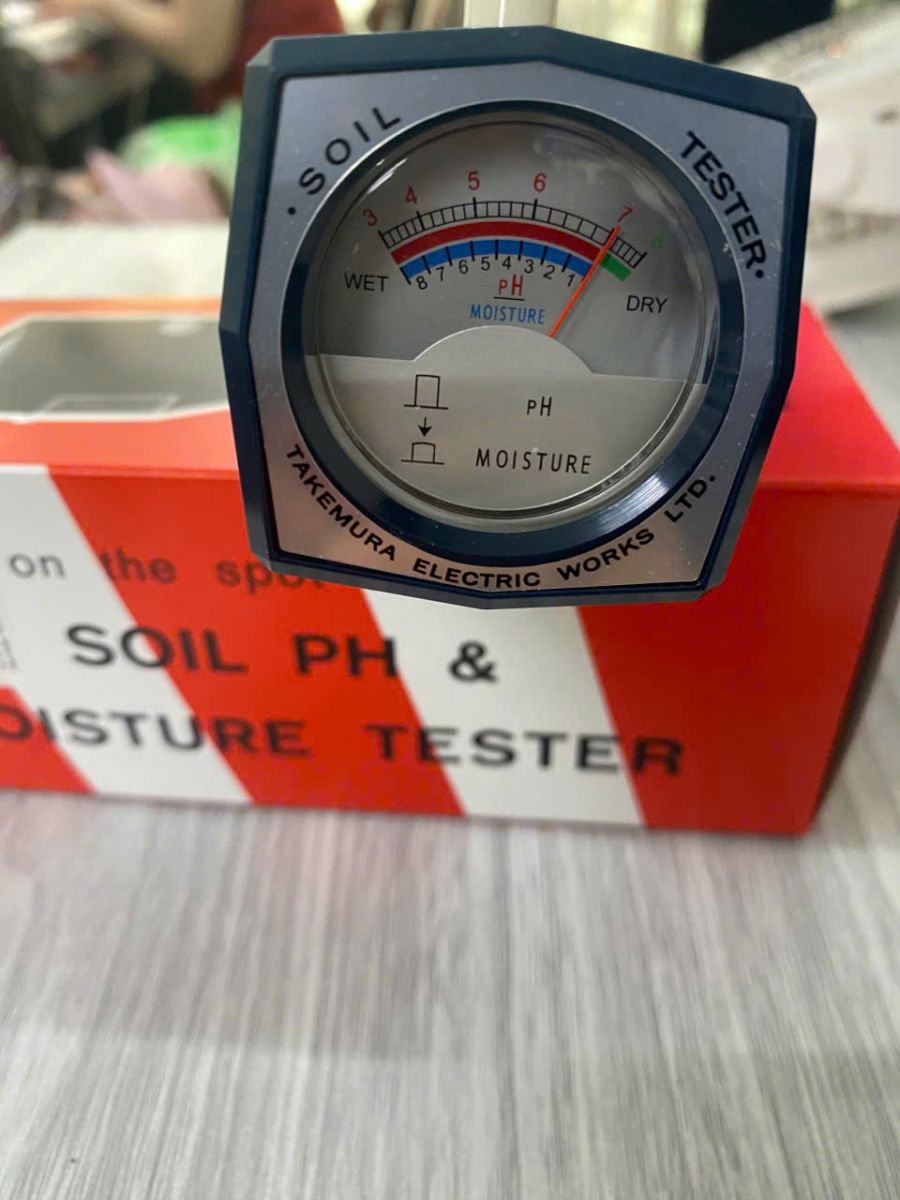 · SOIL TESTER ·
3 4 5 6 7 8
WET 8 7 6 5 4 3 2 1 DRY
pH
MOISTURE
pH
MOISTURE
TAKEMURA ELECTRIC WORKS LTD.
on the spot
SOIL PH &
OISTURE TESTER